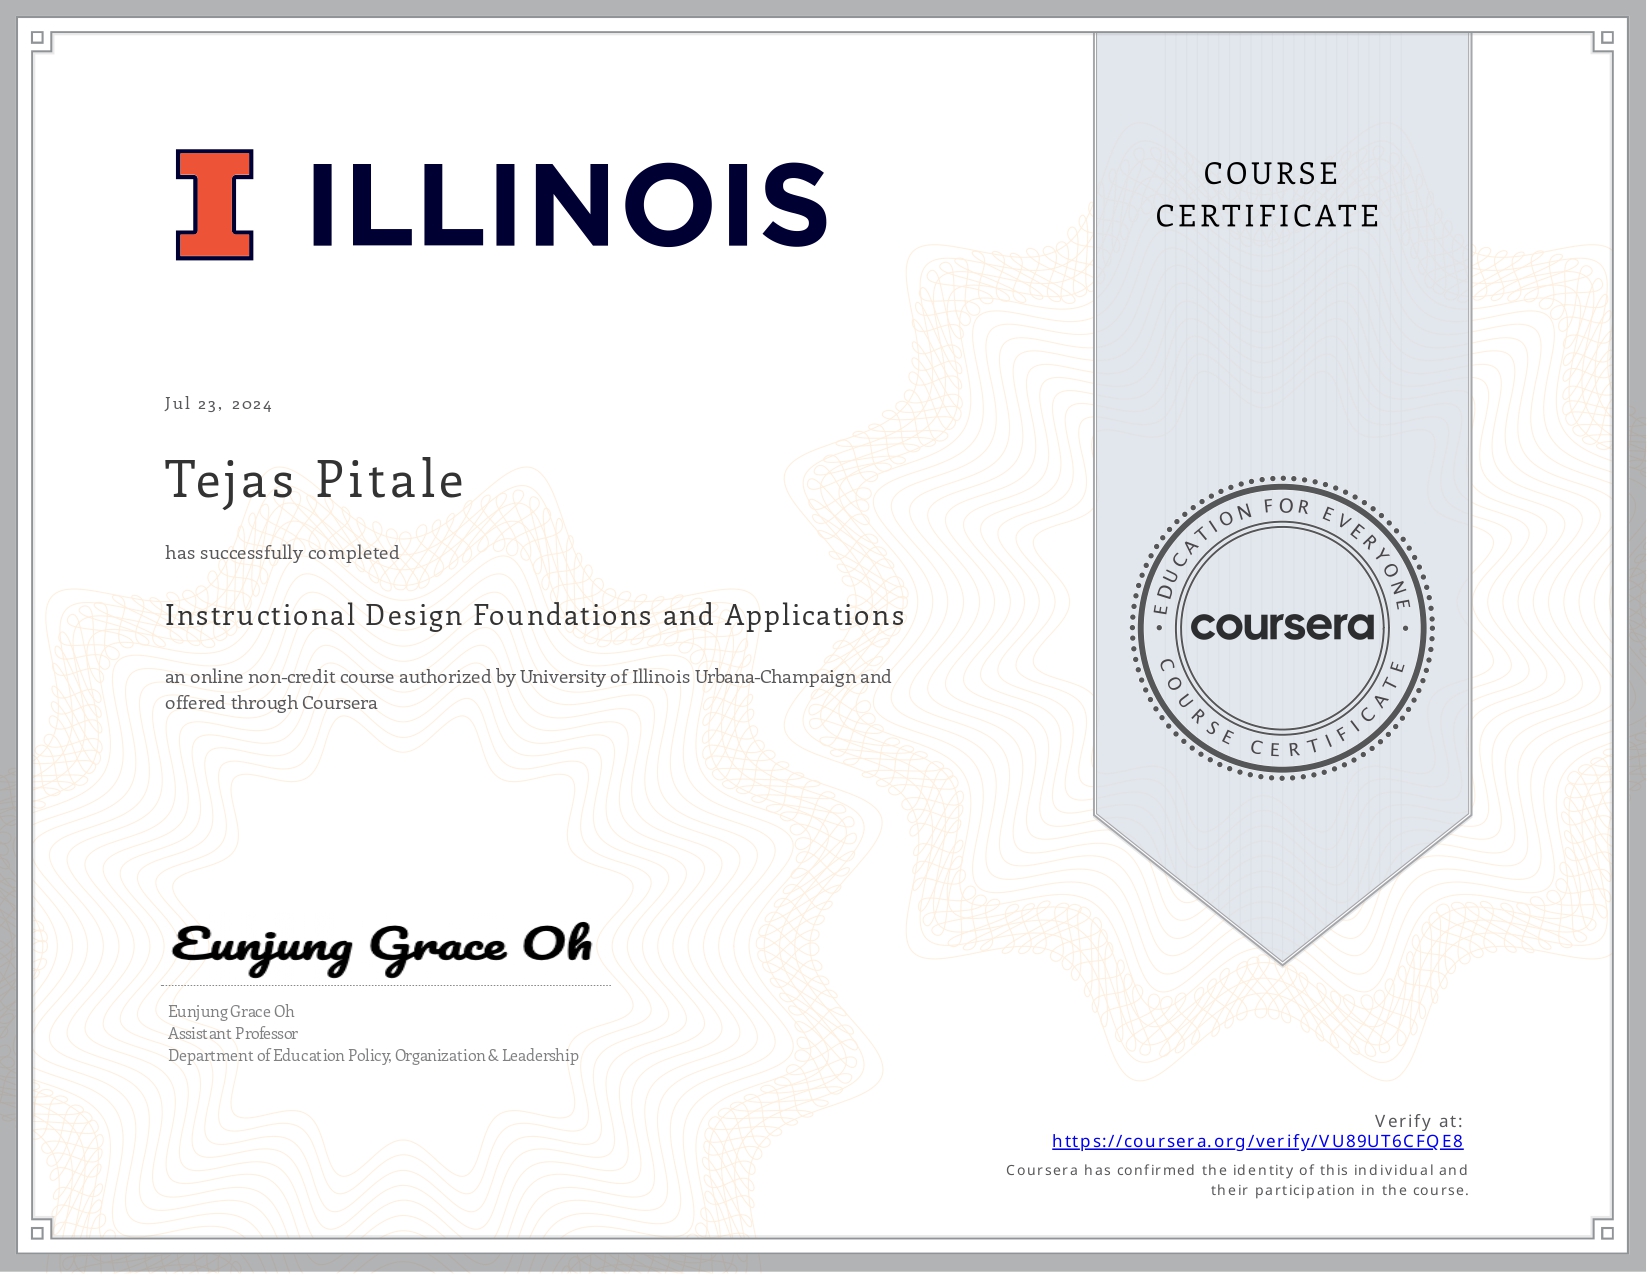 ILLINOIS
COURSE
CERTIFICATE
Jul 23, 2024
Tejas Pitale
has successfully completed
Instructional Design Foundations and Applications
an online non-credit course authorized by University of Illinois Urbana-Champaign and
offered through Coursera
EDUCATION FOR EVERYONE
coursera
COURSE CERTIFICATE
Eunjung Grace Oh
Eunjung Grace Oh
Assistant Professor
Department of Education Policy, Organization & Leadership
Verify at:
https://coursera.org/verify/VU89UT6CFQE8
Coursera has confirmed the identity of this individual and
their participation in the course.